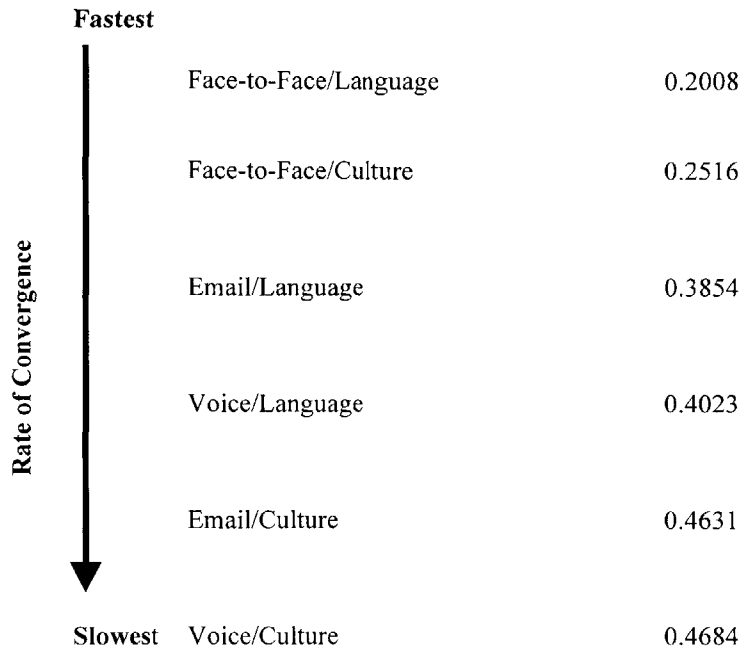 Fastest
Face-to-Face/Language 0.2008
Face-to-Face/Culture 0.2516
Email/Language 0.3854
Rate of Convergence
Voice/Language 0.4023
Email/Culture 0.4631
Slowest Voice/Culture 0.4684